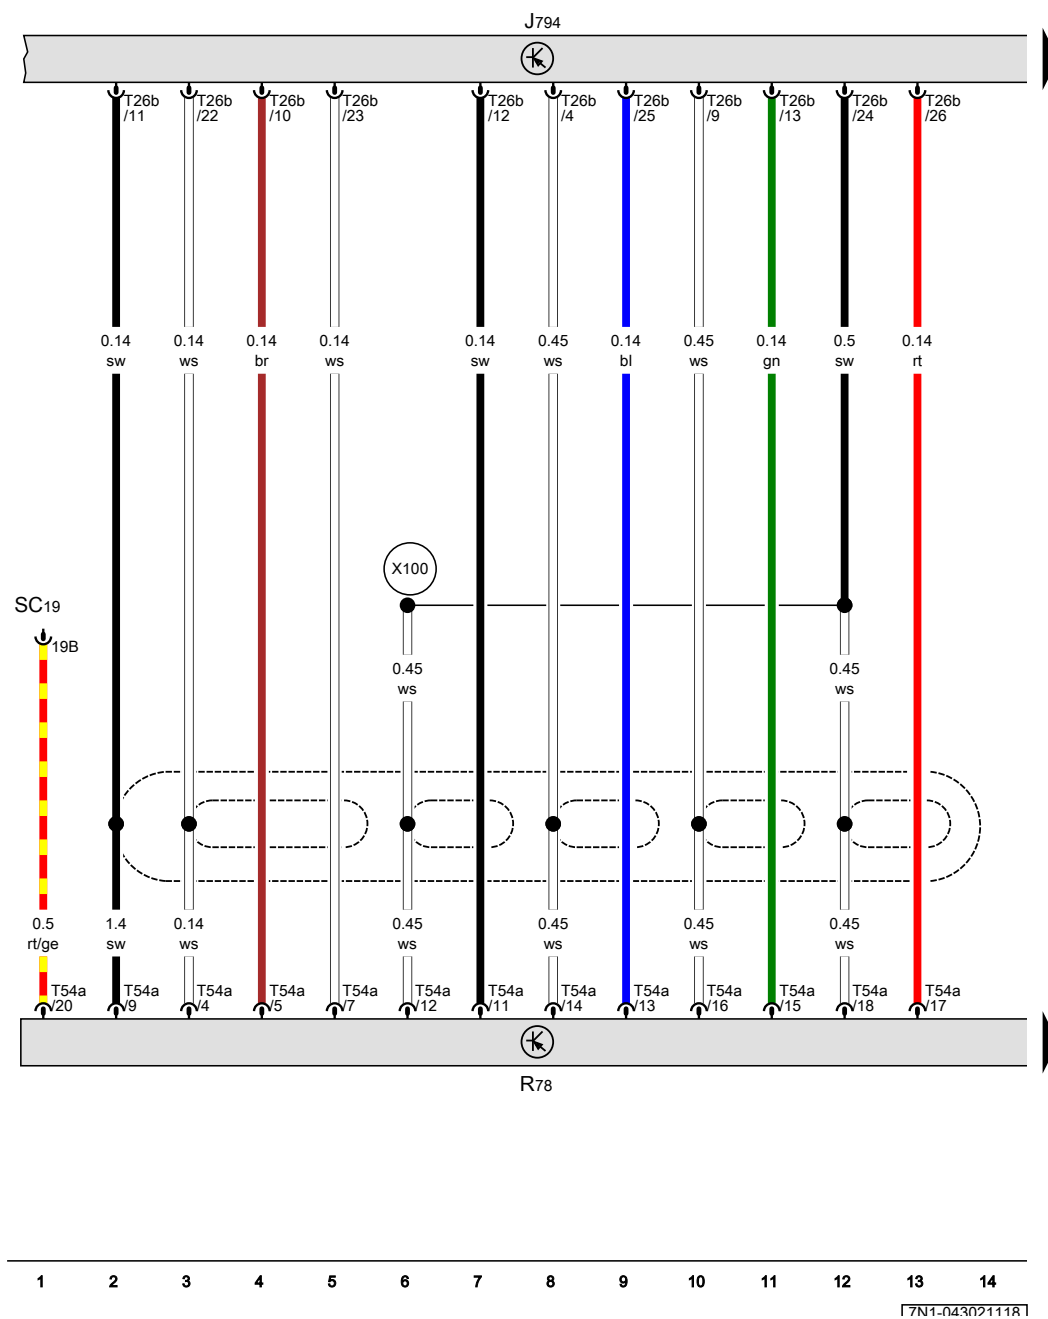 J794
T26b T26b T26b T26b T26b T26b T26b T26b T26b T26b T26b
/11 /22 /10 /23 /12 /4 /25 /9 /13 /24 /26
0.14 0.14 0.14 0.14 0.14 0.45 0.14 0.45 0.14 0.5 0.14
sw ws br ws sw ws bl ws gn sw rt
X100
SC19
19B
0.45 0.45
ws ws
0.5 1.4 0.14 0.45 0.45 0.45 0.45
rt/ge sw ws ws ws ws ws
T54a T54a T54a T54a T54a T54a T54a T54a T54a T54a T54a T54a T54a
/20 /9 /4 /5 /7 /12 /11 /14 /13 /16 /15 /18 /17
R78
1 2 3 4 5 6 7 8 9 10 11 12 13 14
7N1-043021118